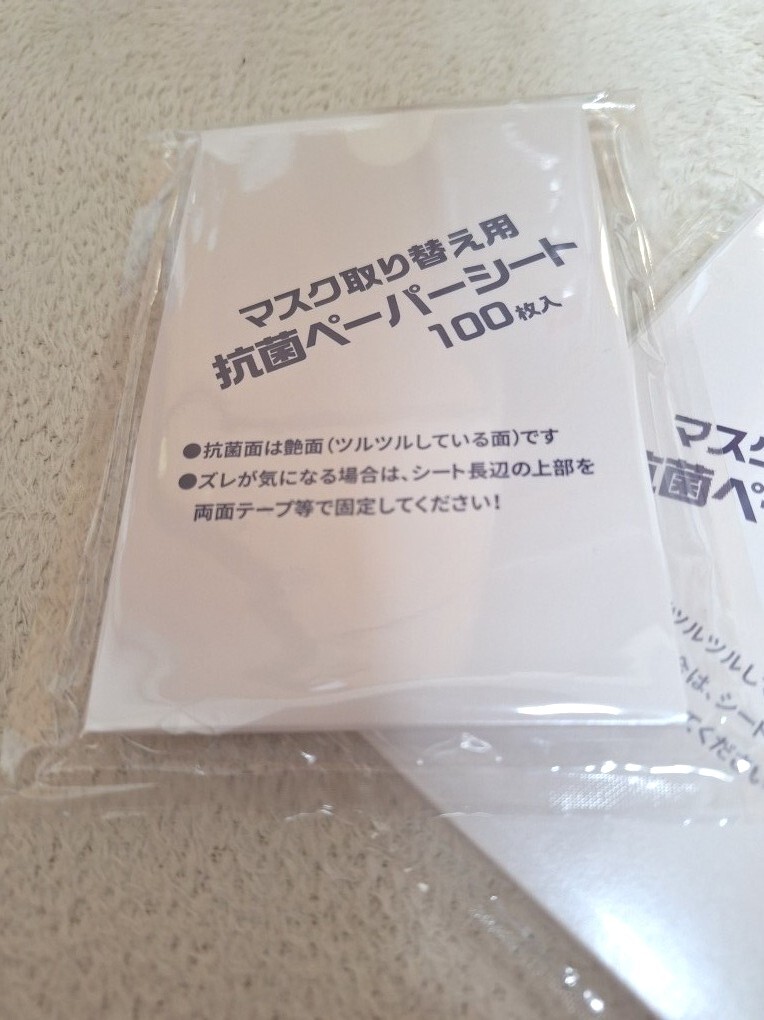 マスク取り替え用
抗菌ペーパーシート
100枚入
●抗菌面は艶面(ツルツルしている面)です
●ズレが気になる場合は、シート長辺の上部を
両面テープ等で固定してください!
マスク
菌ペ
ツルツルし
は、シート
てください